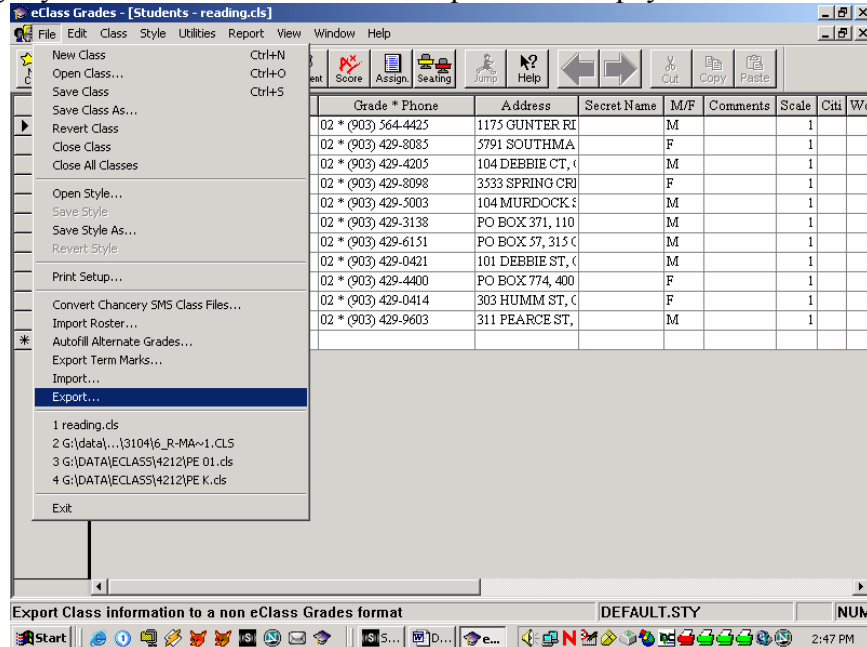 eClass Grades - [Students - reading.cls]
File Edit Class Style Utilities Report View Window Help
New Class Ctrl+N
Open Class... Ctrl+O
Save Class Ctrl+S
Save Class As...
Revert Class
Close Class
Close All Classes
Open Style...
Save Style
Save Style As...
Revert Style
Print Setup...
Convert Chancery SMS Class Files...
Import Roster...
Autofill Alternate Grades...
Export Term Marks...
Import...
Export...
1 reading.cls
2 G:\data\...\3104\6_R-MA~1.CLS
3 G:\DATA\ECLASS\4212\PE 01.cls
4 G:\DATA\ECLASS\4212\PE K.cls
Exit
ent Score Assign. Seating Jump Help Cut Copy Paste
Grade * Phone Address Secret Name M/F Comments Scale Citi We
02 * (903) 564-4425 1175 GUNTER RI M 1
02 * (903) 429-8085 5791 SOUTHMA F 1
02 * (903) 429-4205 104 DEBBIE CT, ( M 1
02 * (903) 429-8098 3533 SPRING CRI F 1
02 * (903) 429-5003 104 MURDOCK S M 1
02 * (903) 429-3138 PO BOX 371, 110 M 1
02 * (903) 429-6151 PO BOX 57, 315 ( M 1
02 * (903) 429-0421 101 DEBBIE ST, ( M 1
02 * (903) 429-4400 PO BOX 774, 400 F 1
02 * (903) 429-0414 303 HUMM ST, C F 1
02 * (903) 429-9603 311 PEARCE ST, M 1
Export Class information to a non eClass Grades format DEFAULT.STY NUM
Start S... D... e... 2:47 PM